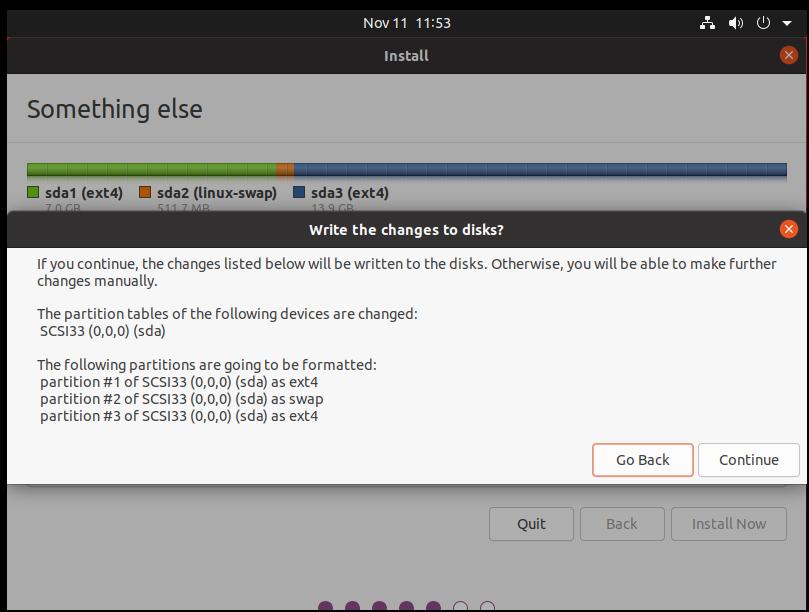 Nov 11 11:53
Install
Something else
sda1 (ext4) sda2 (linux-swap) sda3 (ext4)
7.0 GB 511.7 MB 13.9 GB
Write the changes to disks?
If you continue, the changes listed below will be written to the disks. Otherwise, you will be able to make further
changes manually.
The partition tables of the following devices are changed:
SCSI33 (0,0,0) (sda)
The following partitions are going to be formatted:
partition #1 of SCSI33 (0,0,0) (sda) as ext4
partition #2 of SCSI33 (0,0,0) (sda) as swap
partition #3 of SCSI33 (0,0,0) (sda) as ext4
Go Back Continue
Quit Back Install Now